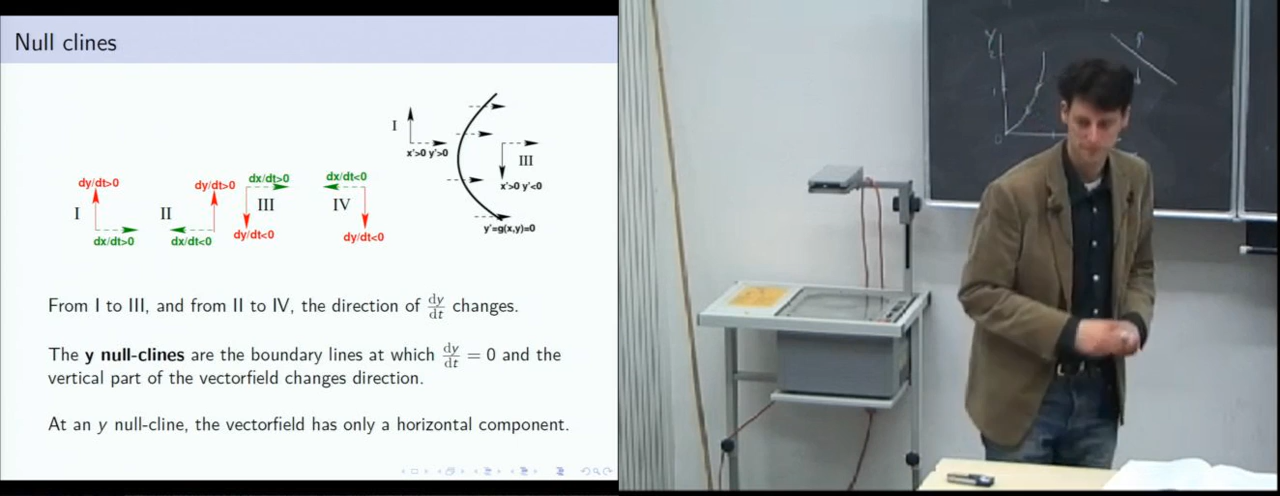 Null clines
I
x'>0 y'>0
III
x'>0 y'<0
y'=g(x,y)=0
dy/dt>0
I
dx/dt>0
dy/dt>0
II
dx/dt<0
dx/dt>0
III
dy/dt<0
dx/dt<0
IV
dy/dt<0
From I to III, and from II to IV, the direction of dy/dt changes.
The y null-clines are the boundary lines at which dy/dt = 0 and the
vertical part of the vectorfield changes direction.
At an y null-cline, the vectorfield has only a horizontal component.